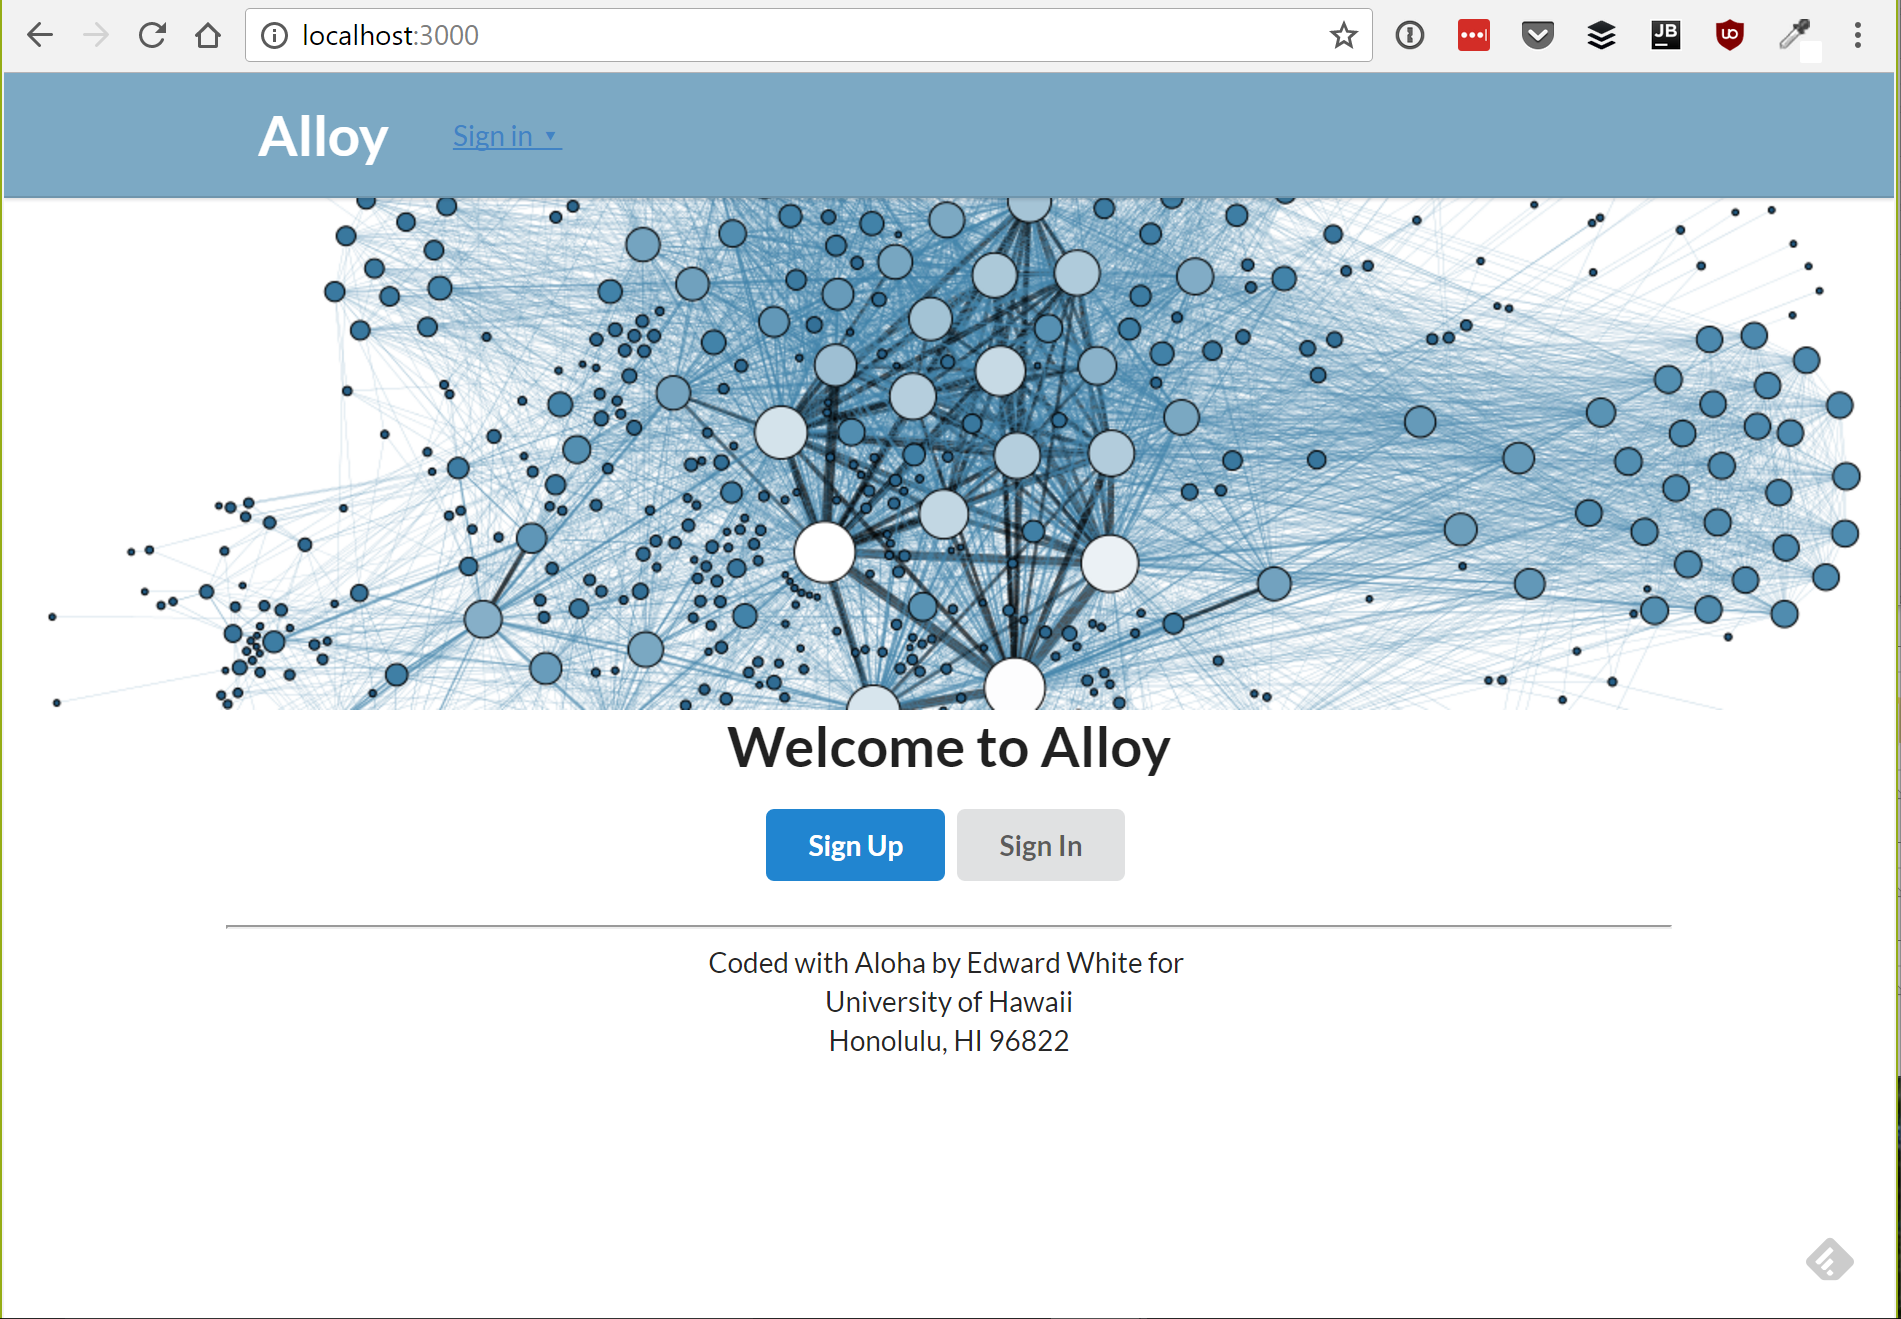 localhost:3000
JB
Alloy
Sign in ▼
Welcome to Alloy
Sign Up
Sign In
Coded with Aloha by Edward White for
University of Hawaii
Honolulu, HI 96822